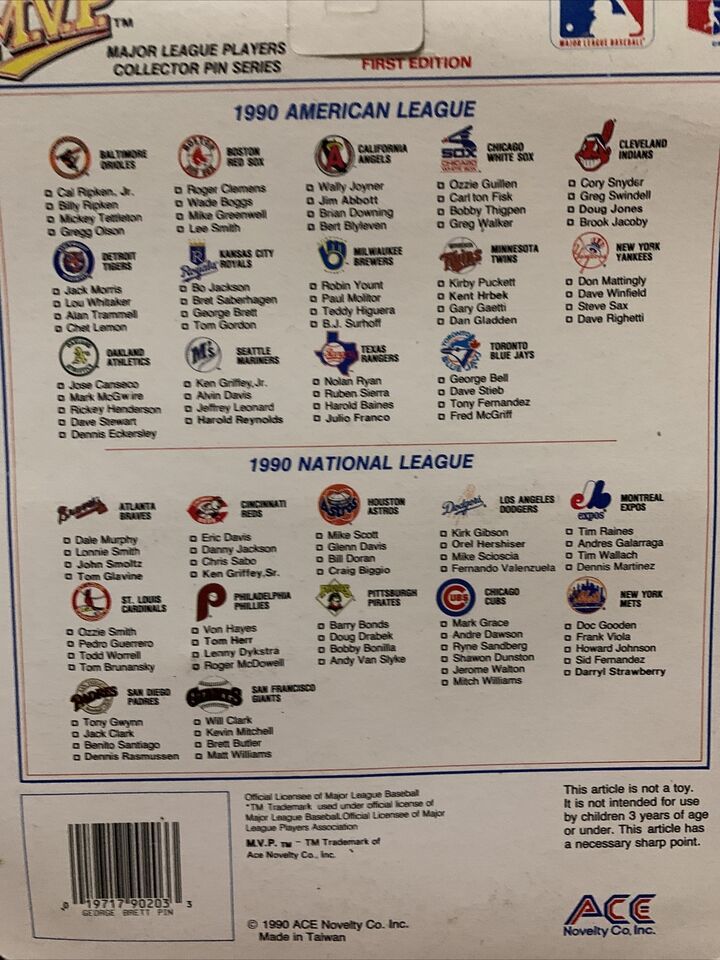 M.V.P. TM
MAJOR LEAGUE PLAYERS
COLLECTOR PIN SERIES
FIRST EDITION
MAJOR LEAGUE BASEBALL
1990 AMERICAN LEAGUE
BALTIMORE
ORIOLES
Cal Ripken, Jr.
Billy Ripken
Mickey Tettleton
Gregg Olson
BOSTON
RED SOX
Roger Clemens
Wade Boggs
Mike Greenwell
Lee Smith
CALIFORNIA
ANGELS
Wally Joyner
Jim Abbott
Brian Downing
Bert Blyleven
SOX
CHICAGO
WHITE SOX
Ozzie Guillen
Carlton Fisk
Bobby Thigpen
Greg Walker
CLEVELAND
INDIANS
Cory Snyder
Greg Swindell
Doug Jones
Brook Jacoby
DETROIT
TIGERS
Jack Morris
Lou Whitaker
Alan Trammell
Chet Lemon
Royals
KANSAS CITY
ROYALS
Bo Jackson
Bret Saberhagen
George Brett
Tom Gordon
MILWAUKEE
BREWERS
Robin Yount
Paul Molitor
Teddy Higuera
B.J. Surhoff
Twins
MINNESOTA
TWINS
Kirby Puckett
Kent Hrbek
Gary Gaetti
Dan Gladden
NEW YORK
YANKEES
Don Mattingly
Dave Winfield
Steve Sax
Dave Righetti
OAKLAND
ATHLETICS
Jose Canseco
Mark McGwire
Rickey Henderson
Dave Stewart
Dennis Eckersley
M's
SEATTLE
MARINERS
Ken Griffey,Jr.
Alvin Davis
Jeffrey Leonard
Harold Reynolds
TEXAS
RANGERS
Nolan Ryan
Ruben Sierra
Harold Baines
Julio Franco
TORONTO
BLUE JAYS
George Bell
Dave Stieb
Tony Fernandez
Fred McGriff
1990 NATIONAL LEAGUE
Braves
ATLANTA
BRAVES
Dale Murphy
Lonnie Smith
John Smoltz
Tom Glavine
CINCINNATI
REDS
Eric Davis
Danny Jackson
Chris Sabo
Ken Griffey,Sr.
Astros
HOUSTON
ASTROS
Mike Scott
Glenn Davis
Bill Doran
Craig Biggio
Dodgers
LOS ANGELES
DODGERS
Kirk Gibson
Orel Hershiser
Mike Scioscia
Fernando Valenzuela
expos
MONTREAL
EXPOS
Tim Raines
Andres Galarraga
Tim Wallach
Dennis Martinez
ST. LOUIS
CARDINALS
Ozzie Smith
Pedro Guerrero
Todd Worrell
Tom Brunansky
P
PHILADELPHIA
PHILLIES
Von Hayes
Tom Herr
Lenny Dykstra
Roger McDowell
PITTSBURGH
PIRATES
Barry Bonds
Doug Drabek
Bobby Bonilla
Andy Van Slyke
CUBS
CHICAGO
CUBS
Mark Grace
Andre Dawson
Ryne Sandberg
Shawon Dunston
Jerome Walton
Mitch Williams
Mets
NEW YORK
METS
Doc Gooden
Frank Viola
Howard Johnson
Sid Fernandez
Darryl Strawberry
PADRES
SAN DIEGO
PADRES
Tony Gwynn
Jack Clark
Benito Santiago
Dennis Rasmussen
GIANTS
SAN FRANCISCO
GIANTS
Will Clark
Kevin Mitchell
Brett Butler
Matt Williams
0 19717 90203 3
GEORGE BRETT PIN
Official Licensee of Major League Baseball
"TM Trademark used under official license of
Major League Baseball.Official Licensee of Major
League Players Association
M.V.P. TM - TM Trademark of
Ace Novelty Co., Inc.
© 1990 ACE Novelty Co. Inc.
Made in Taiwan
This article is not a toy.
It is not intended for use
by children 3 years of age
or under. This article has
a necessary sharp point.
ACE
Novelty Co, Inc.